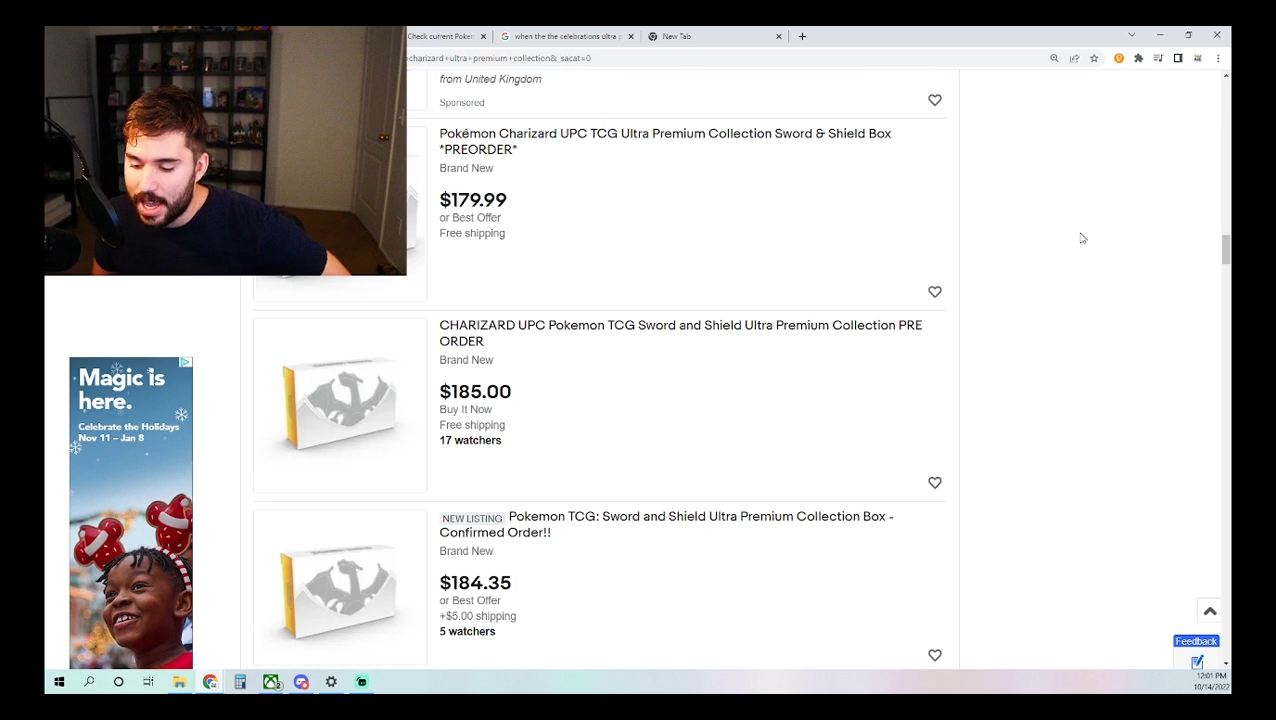 Check current Poker
when the the celebrations ultra p
New Tab
charizard+ultra+premium+collection&_sacat=0
from United Kingdom
Sponsored
Pokémon Charizard UPC TCG Ultra Premium Collection Sword & Shield Box
*PREORDER*
Brand New
$179.99
or Best Offer
Free shipping
CHARIZARD UPC Pokemon TCG Sword and Shield Ultra Premium Collection PRE
ORDER
Brand New
$185.00
Buy It Now
Free shipping
17 watchers
NEW LISTING Pokemon TCG: Sword and Shield Ultra Premium Collection Box -
Confirmed Order!!
Brand New
$184.35
or Best Offer
+$5.00 shipping
5 watchers
Magic is
here.
Celebrate the Holidays
Nov 11 – Jan 8
Feedback
12:01 PM
10/14/2022